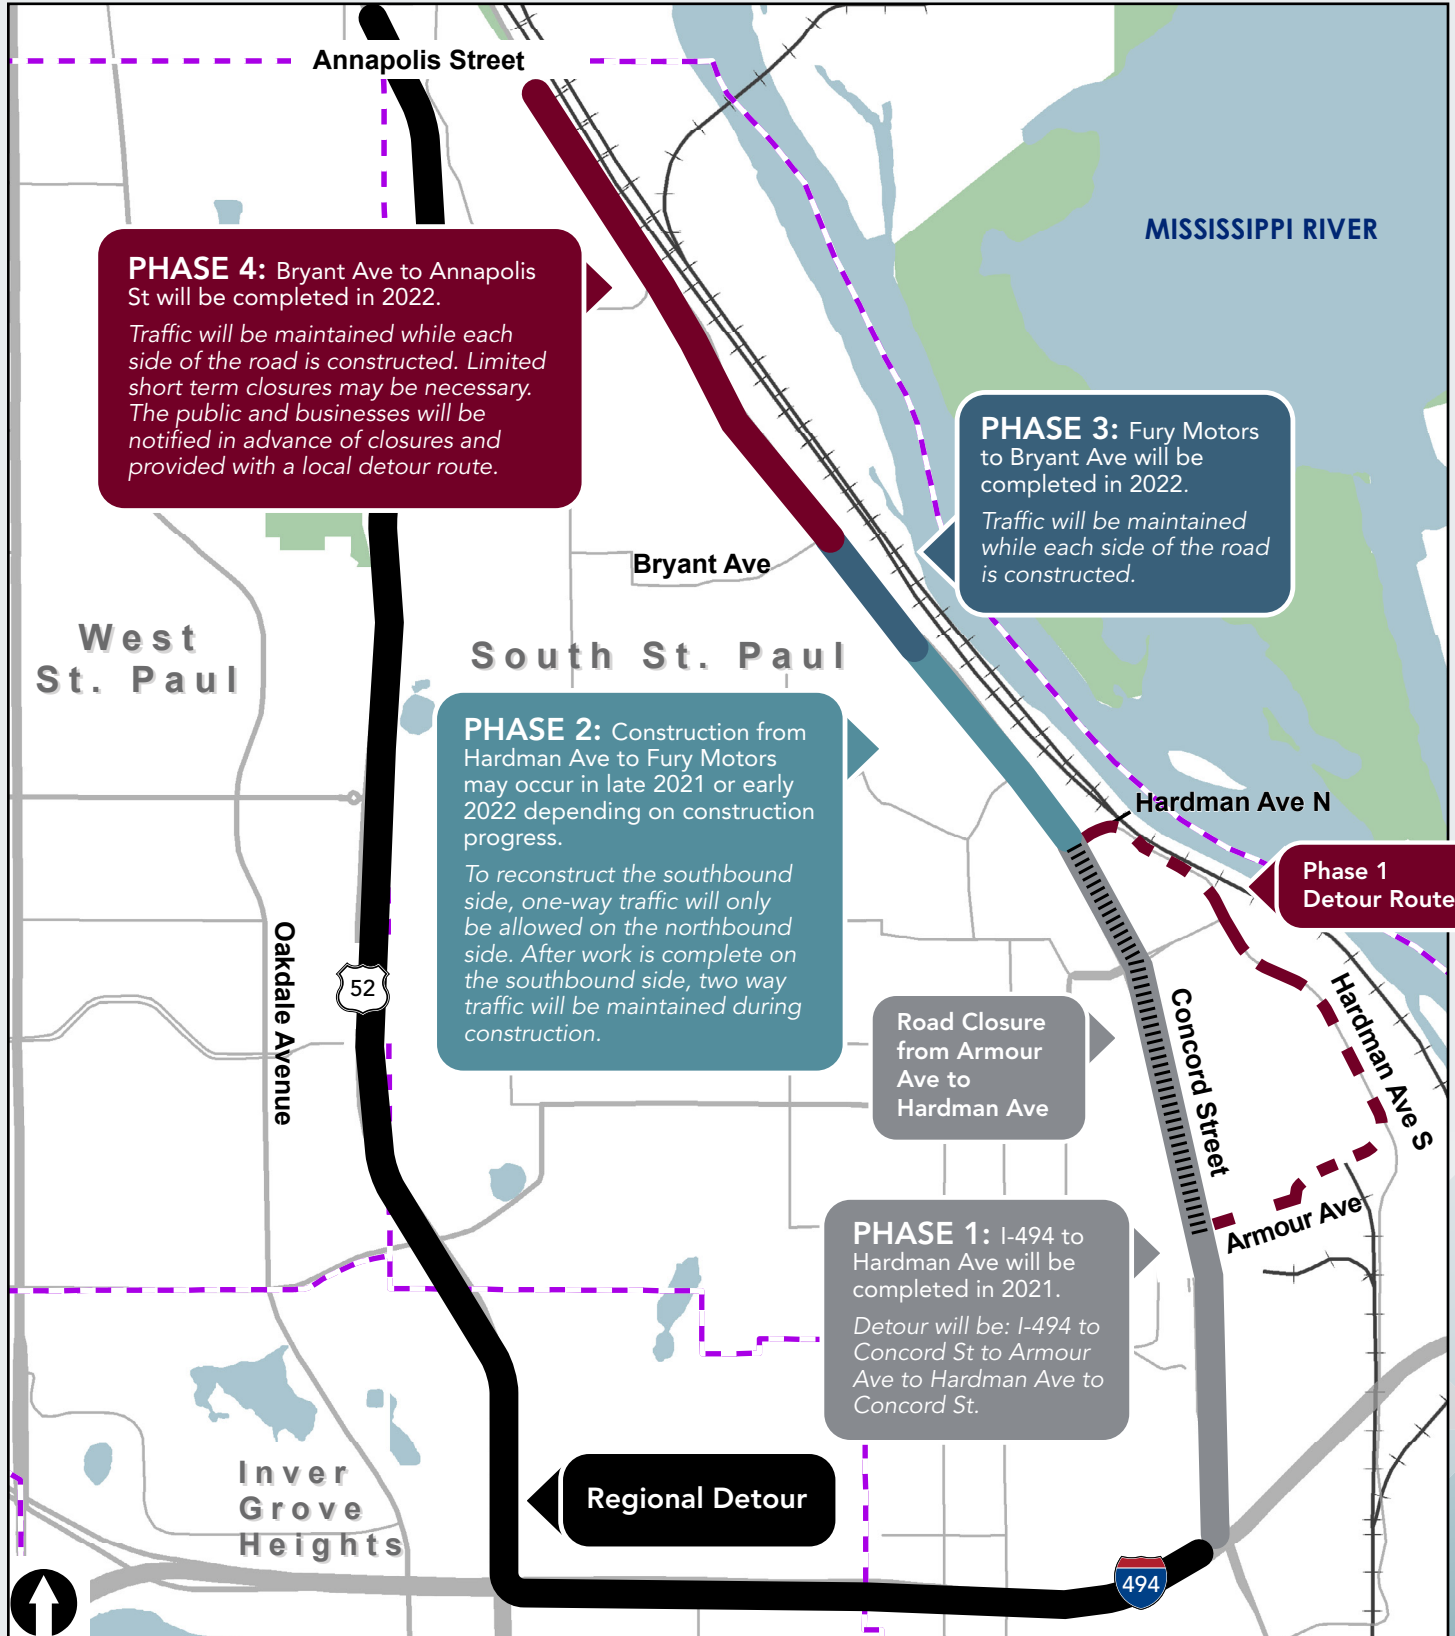 Annapolis Street
MISSISSIPPI RIVER
PHASE 4: Bryant Ave to Annapolis
St will be completed in 2022.
Traffic will be maintained while each
side of the road is constructed. Limited
short term closures may be necessary.
The public and businesses will be
notified in advance of closures and
provided with a local detour route.
PHASE 3: Fury Motors
to Bryant Ave will be
completed in 2022.
Traffic will be maintained
while each side of the road
is constructed.
Bryant Ave
West
St. Paul
South St. Paul
PHASE 2: Construction from
Hardman Ave to Fury Motors
may occur in late 2021 or early
2022 depending on construction
progress.
To reconstruct the southbound
side, one-way traffic will only
be allowed on the northbound
side. After work is complete on
the southbound side, two way
traffic will be maintained during
construction.
Hardman Ave N
Phase 1
Detour Route
Oakdale Avenue
52
Road Closure
from Armour
Ave to
Hardman Ave
Concord Street
Hardman Ave S
Armour Ave
PHASE 1: I-494 to
Hardman Ave will be
completed in 2021.
Detour will be: I-494 to
Concord St to Armour
Ave to Hardman Ave to
Concord St.
Inver
Grove
Heights
Regional Detour
494